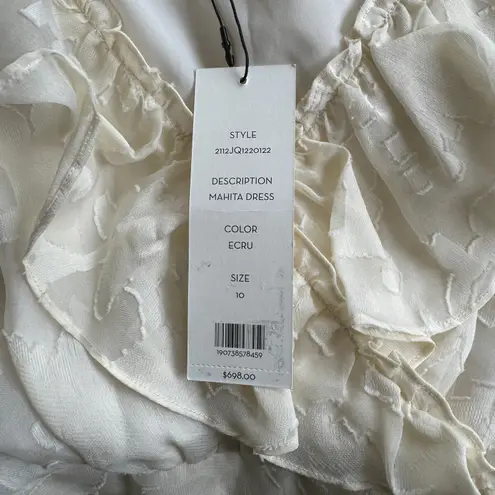 STYLE
2112JQ1220122
DESCRIPTION
MAHITA DRESS
COLOR
ECRU
SIZE
10
190738578459
$698.00